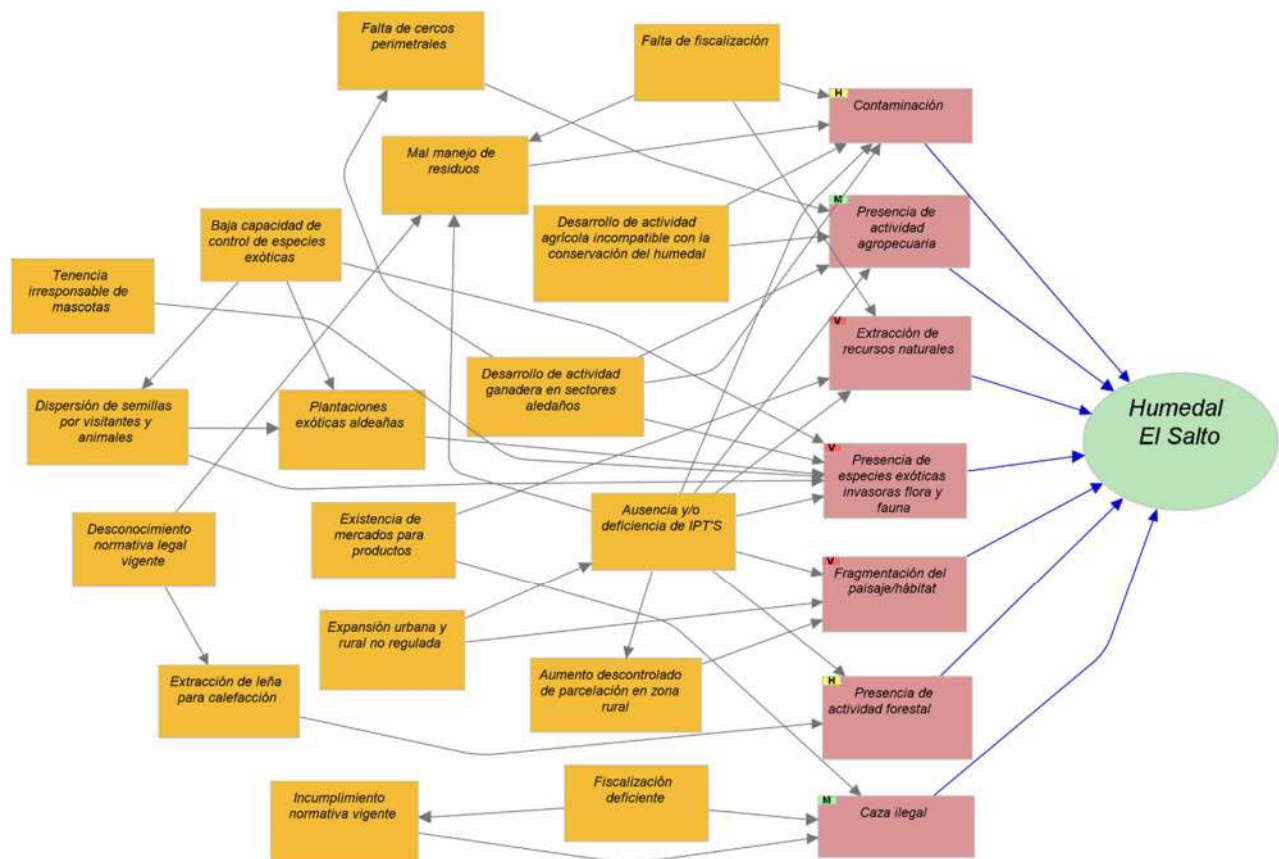 Falta de cercos
perimetrales
Falta de fiscalización
H
Contaminación
Mal manejo de
residuos
M
Presencia de
actividad
agropecuaria
Desarrollo de actividad
agrícola incompatible con la
conservación del humedal
Baja capacidad de
control de especies
exóticas
Tenencia
irresponsable de
mascotas
V
Extracción de
recursos naturales
Desarrollo de actividad
ganadera en sectores
aledaños
Dispersión de semillas
por visitantes y
animales
Plantaciones
exóticas aldeañas
Humedal
El Salto
V
Presencia de
especies exóticas
invasoras flora y
fauna
Ausencia y/o
deficiencia de IPT'S
Existencia de
mercados para
productos
Desconocimiento
normativa legal
vigente
V
Fragmentación del
paisaje/hábitat
Expansión urbana y
rural no regulada
Aumento descontrolado
de parcelación en zona
rural
Extracción de leña
para calefacción
H
Presencia de
actividad forestal
Fiscalización
deficiente
Incumplimiento
normativa vigente
M
Caza ilegal